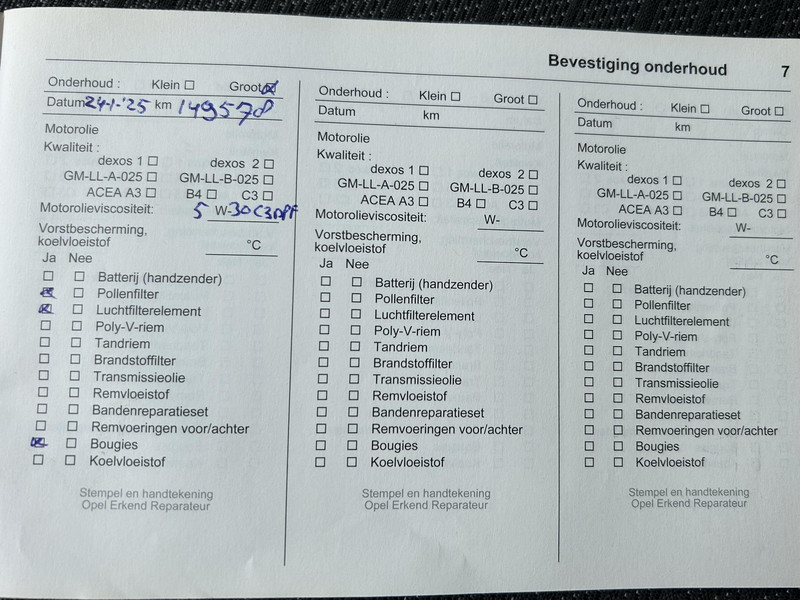 Bevestiging onderhoud 7
Onderhoud : Klein ☐ Groot ☒
Datum 24-1-'25 km 149578
Motorolie
Kwaliteit :
dexos 1 ☐ dexos 2 ☐
GM-LL-A-025 ☐ GM-LL-B-025 ☐
ACEA A3 ☐ B4 ☐ C3 ☐
Motorolieviscositeit: 5 W-30 C3 DPF
Vorstbescherming,
koelvloeistof °C
Ja Nee
☐ ☐ Batterij (handzender)
☒ ☐ Pollenfilter
☒ ☐ Luchtfilterelement
☐ ☐ Poly-V-riem
☐ ☐ Tandriem
☐ ☐ Brandstoffilter
☐ ☐ Transmissieolie
☐ ☐ Remvloeistof
☐ ☐ Bandenreparatieset
☐ ☐ Remvoeringen voor/achter
☒ ☐ Bougies
☐ ☐ Koelvloeistof
Stempel en handtekening
Opel Erkend Reparateur
Onderhoud : Klein ☐ Groot ☐
Datum km
Motorolie
Kwaliteit :
dexos 1 ☐ dexos 2 ☐
GM-LL-A-025 ☐ GM-LL-B-025 ☐
ACEA A3 ☐ B4 ☐ C3 ☐
Motorolieviscositeit: W-
Vorstbescherming,
koelvloeistof °C
Ja Nee
☐ ☐ Batterij (handzender)
☐ ☐ Pollenfilter
☐ ☐ Luchtfilterelement
☐ ☐ Poly-V-riem
☐ ☐ Tandriem
☐ ☐ Brandstoffilter
☐ ☐ Transmissieolie
☐ ☐ Remvloeistof
☐ ☐ Bandenreparatieset
☐ ☐ Remvoeringen voor/achter
☐ ☐ Bougies
☐ ☐ Koelvloeistof
Stempel en handtekening
Opel Erkend Reparateur
Onderhoud : Klein ☐ Groot ☐
Datum km
Motorolie
Kwaliteit :
dexos 1 ☐ dexos 2 ☐
GM-LL-A-025 ☐ GM-LL-B-025 ☐
ACEA A3 ☐ B4 ☐ C3 ☐
Motorolieviscositeit: W-
Vorstbescherming,
koelvloeistof °C
Ja Nee
☐ ☐ Batterij (handzender)
☐ ☐ Pollenfilter
☐ ☐ Luchtfilterelement
☐ ☐ Poly-V-riem
☐ ☐ Tandriem
☐ ☐ Brandstoffilter
☐ ☐ Transmissieolie
☐ ☐ Remvloeistof
☐ ☐ Bandenreparatieset
☐ ☐ Remvoeringen voor/achter
☐ ☐ Bougies
☐ ☐ Koelvloeistof
Stempel en handtekening
Opel Erkend Reparateur